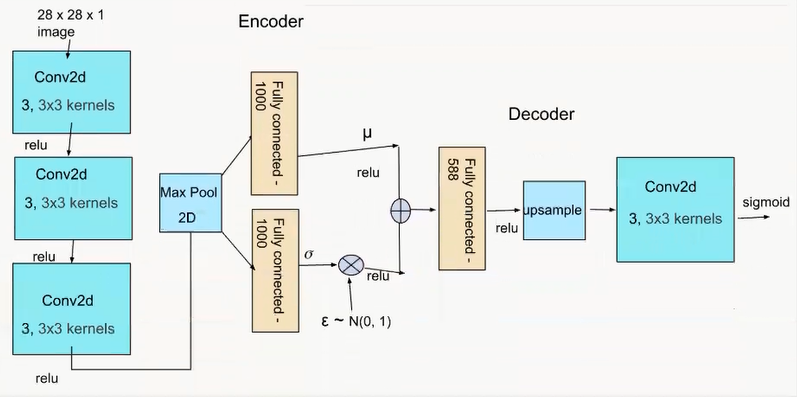 28 x 28 x 1
image
Encoder
Conv2d
3, 3x3 kernels
relu
Conv2d
3, 3x3 kernels
relu
Conv2d
3, 3x3 kernels
relu
Max Pool
2D
Fully connected -
1000
Fully connected -
1000
μ
relu
σ
relu
ε ~ N(0, 1)
Decoder
Fully connected -
588
relu
upsample
Conv2d
3, 3x3 kernels
sigmoid